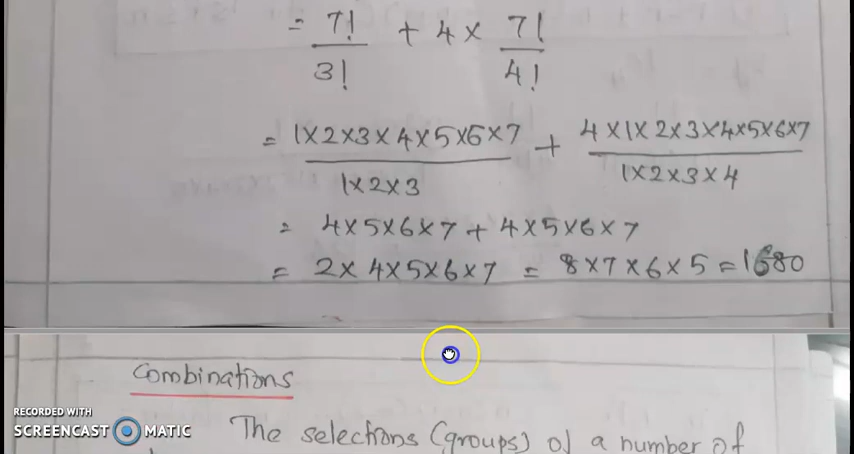 = 7!/3! + 4 × 7!/4!
= 1×2×3×4×5×6×7/1×2×3 + 4×1×2×3×4×5×6×7/1×2×3×4
= 4×5×6×7 + 4×5×6×7
= 2×4×5×6×7 = 8×7×6×5 = 1680
Combinations
The selections (groups) of a number of
RECORDED WITH
SCREENCAST MATIC